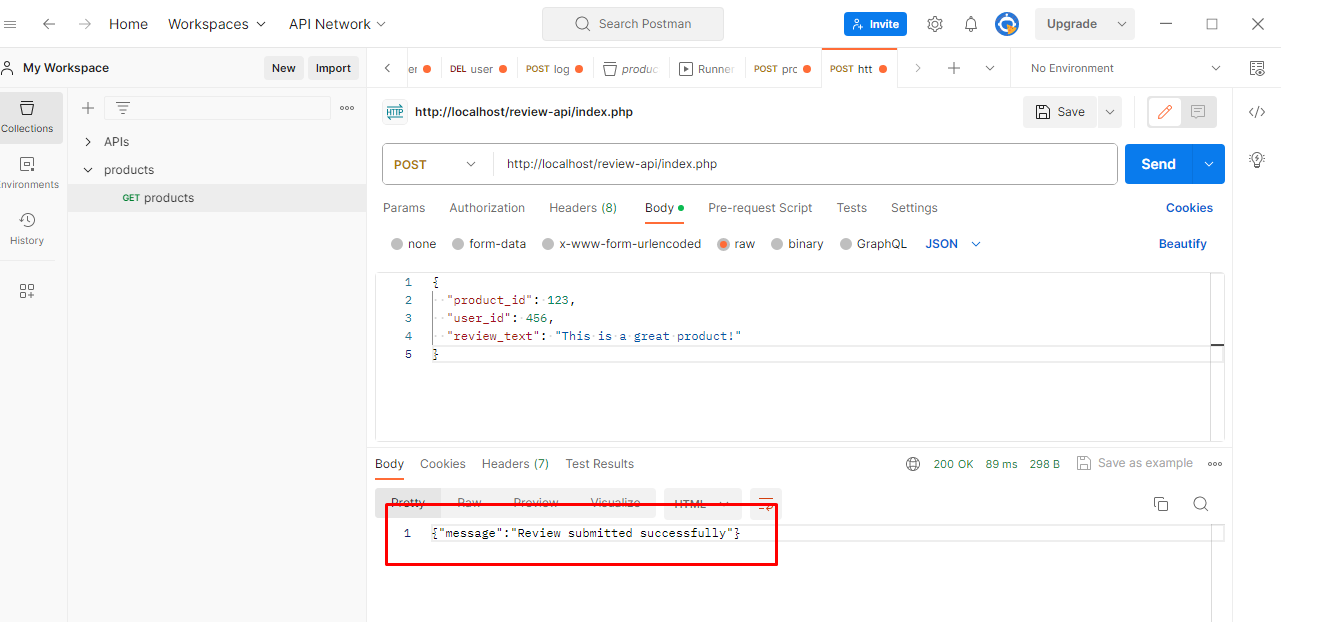 Home Workspaces API Network Search Postman Invite Upgrade
My Workspace New Import
er DEL user POST log produc Runner POST prc POST htt No Environment
Collections
nvironments
History
APIs
products
GET products
HTTP http://localhost/review-api/index.php Save
POST http://localhost/review-api/index.php Send
Params Authorization Headers (8) Body Pre-request Script Tests Settings Cookies
none form-data x-www-form-urlencoded raw binary GraphQL JSON Beautify
1 {
2 "product_id": 123,
3 "user_id": 456,
4 "review_text": "This is a great product!"
5 }
Body Cookies Headers (7) Test Results 200 OK 89 ms 298 B Save as example
Pretty Raw Preview Visualize HTML
1 {"message":"Review submitted successfully"}